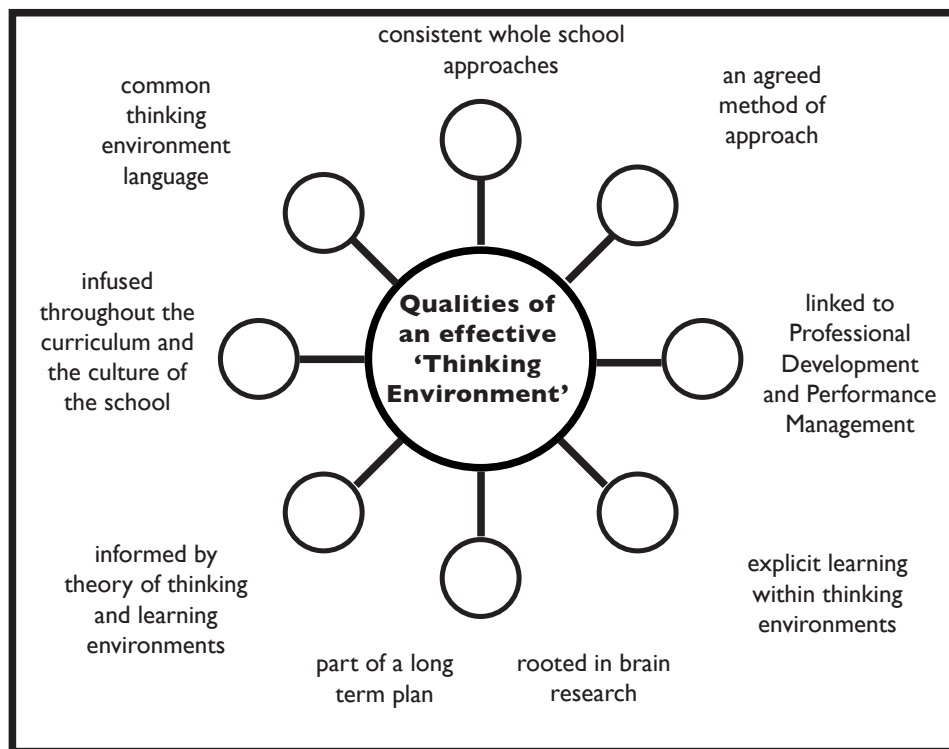 consistent whole school
approaches
an agreed
method of
approach
common
thinking
environment
language
Qualities of
an effective
‘Thinking
Environment’
infused
throughout the
curriculum and
the culture of
the school
linked to
Professional
Development
and Performance
Management
informed by
theory of thinking
and learning
environments
explicit learning
within thinking
environments
part of a long
term plan
rooted in brain
research